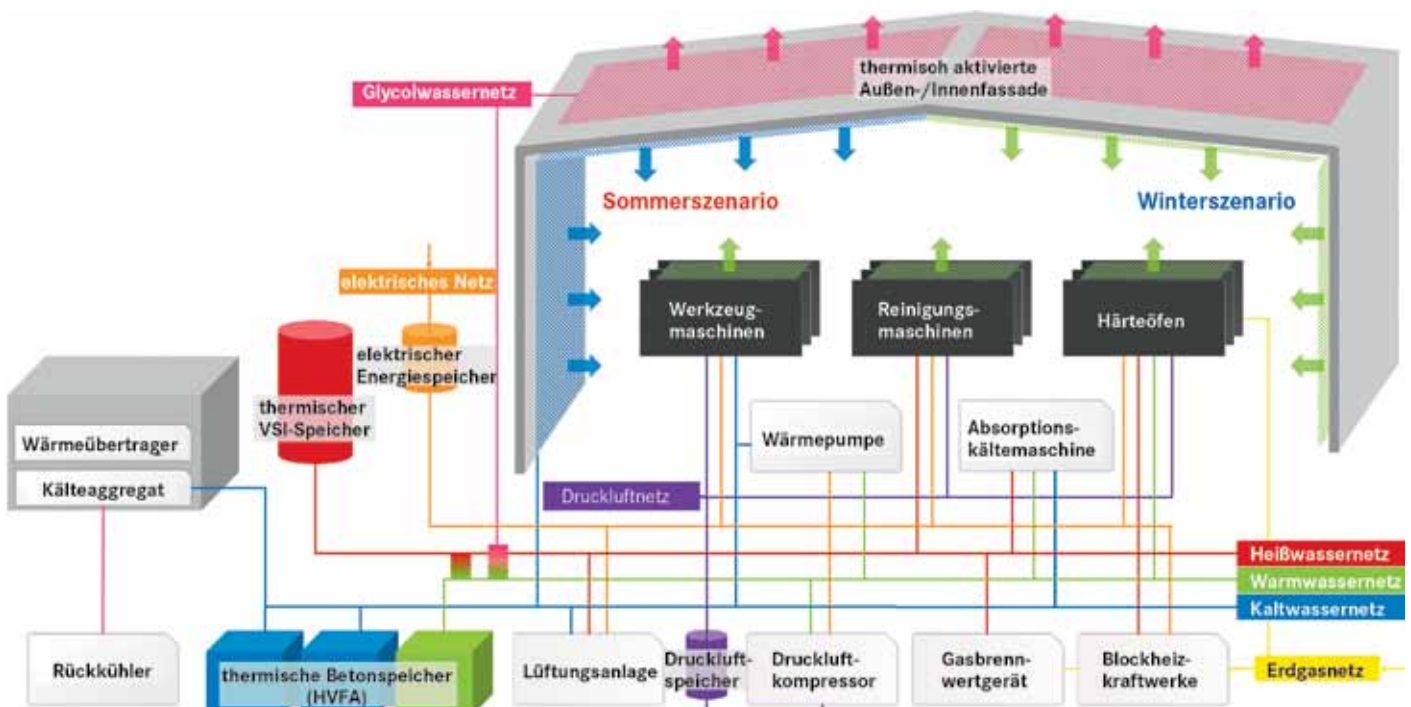 thermisch aktivierte
Außen-/Innenfassade
Glycolwassernetz
Sommerszenario
Winterszenario
elektrisches Netz
Werkzeug-
maschinen
Reinigungs-
maschinen
Härteöfen
elektrischer
Energiespeicher
thermischer
VSI-Speicher
Wärmeübertrager
Kälteaggregat
Wärmepumpe
Absorptions-
kältemaschine
Druckluftnetz
Heißwassernetz
Warmwassernetz
Kaltwassernetz
Rückkühler
thermische Betonspeicher
(HVFA)
Lüftungsanlage
Druckluft-
speicher
Druckluft-
kompressor
Gasbrenn-
wertgerät
Blockheiz-
kraftwerke
Erdgasnetz